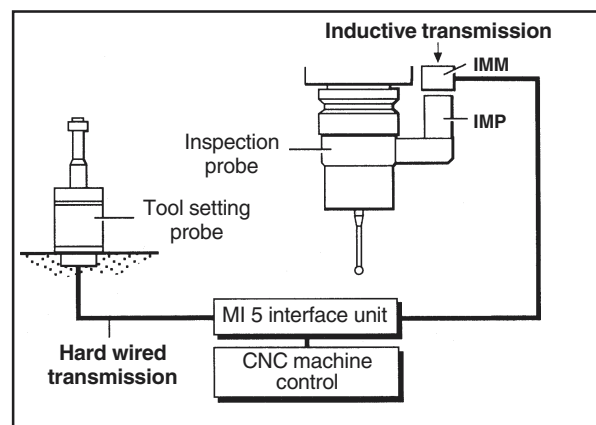 Inductive transmission
IMM
IMP
Inspection
probe
Tool setting
probe
MI 5 interface unit
Hard wired
transmission
CNC machine
control